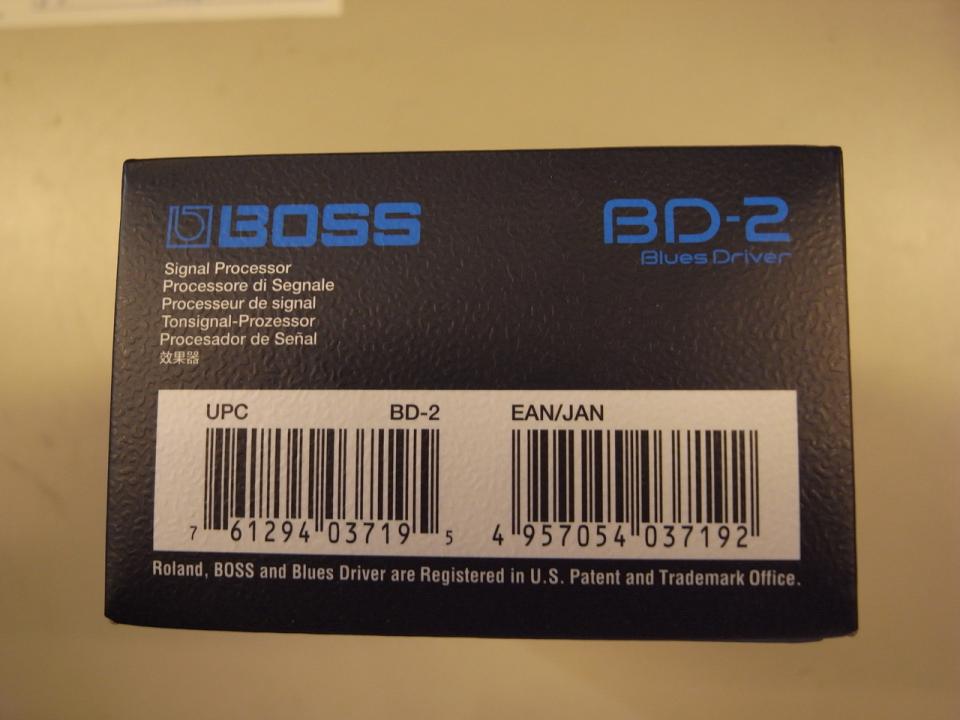 BOSS
BD-2
Blues Driver
Signal Processor
Processore di Segnale
Processeur de signal
Tonsignal-Prozessor
Procesador de Señal
效果器
UPC BD-2
EAN/JAN
7 61294 03719 5
4 957054 037192
Roland, BOSS and Blues Driver are Registered in U.S. Patent and Trademark Office.